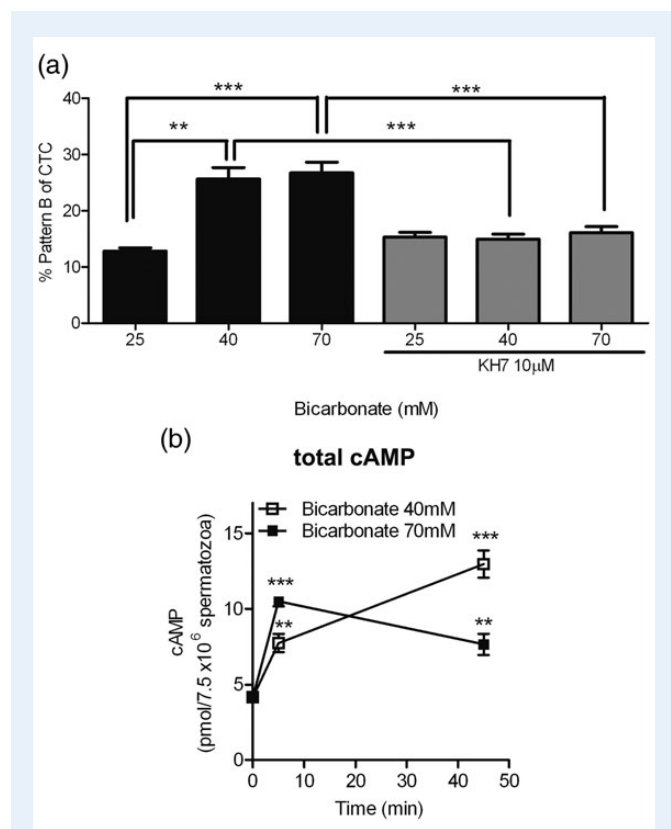 (a)
***
***
**
***
% Pattern B of CTC
40
30
20
10
0
25 40 70 25 40 70
KH7 10μM
Bicarbonate (mM)
(b)
total cAMP
Bicarbonate 40mM
Bicarbonate 70mM
cAMP
(pmol/7.5 x10⁶ spermatozoa)
15
10
5
0
***
***
**
**
0 10 20 30 40 50
Time (min)